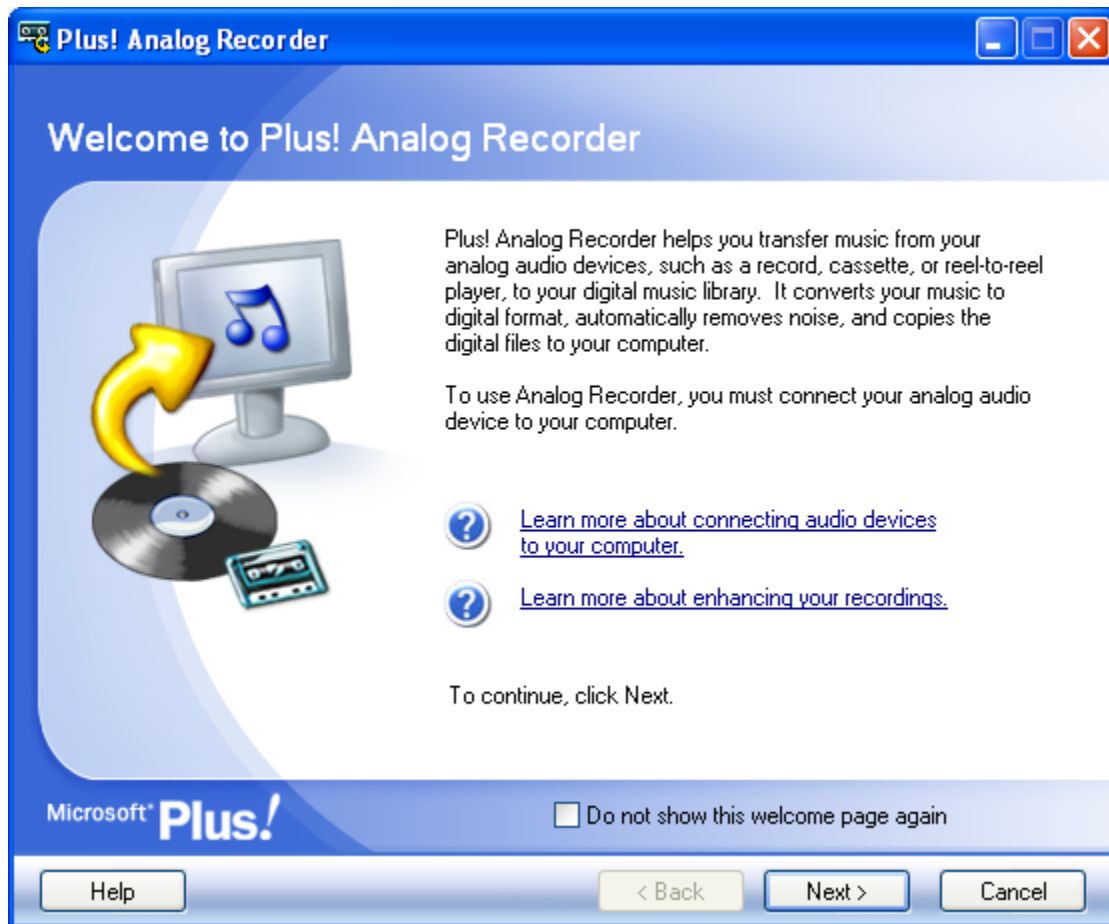 Plus! Analog Recorder
Welcome to Plus! Analog Recorder
Plus! Analog Recorder helps you transfer music from your
analog audio devices, such as a record, cassette, or reel-to-reel
player, to your digital music library.  It converts your music to
digital format, automatically removes noise, and copies the
digital files to your computer.
To use Analog Recorder, you must connect your analog audio
device to your computer.
Learn more about connecting audio devices
to your computer.
Learn more about enhancing your recordings.
To continue, click Next.
Microsoft® Plus!
Do not show this welcome page again
Help
< Back
Next >
Cancel